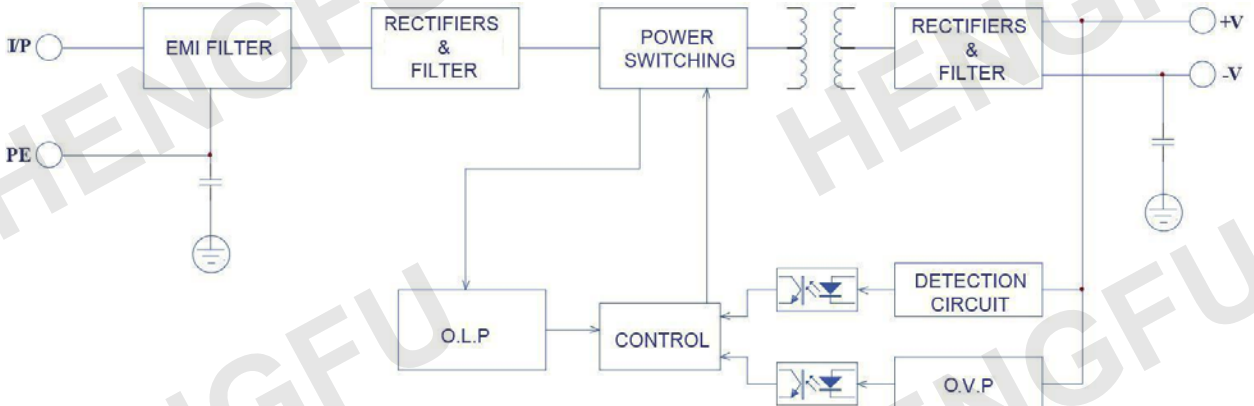 I/P
EMI FILTER
RECTIFIERS
&
FILTER
POWER
SWITCHING
RECTIFIERS
&
FILTER
+V
-V
PE
O.L.P
CONTROL
DETECTION
CIRCUIT
O.V.P
HENGFU
HENGFU
HENGFU
HENGFU